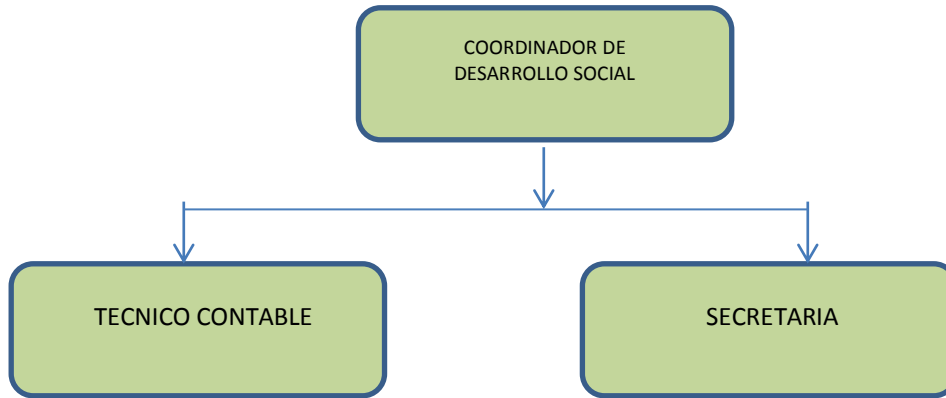 COORDINADOR DE
DESARROLLO SOCIAL
TECNICO CONTABLE
SECRETARIA